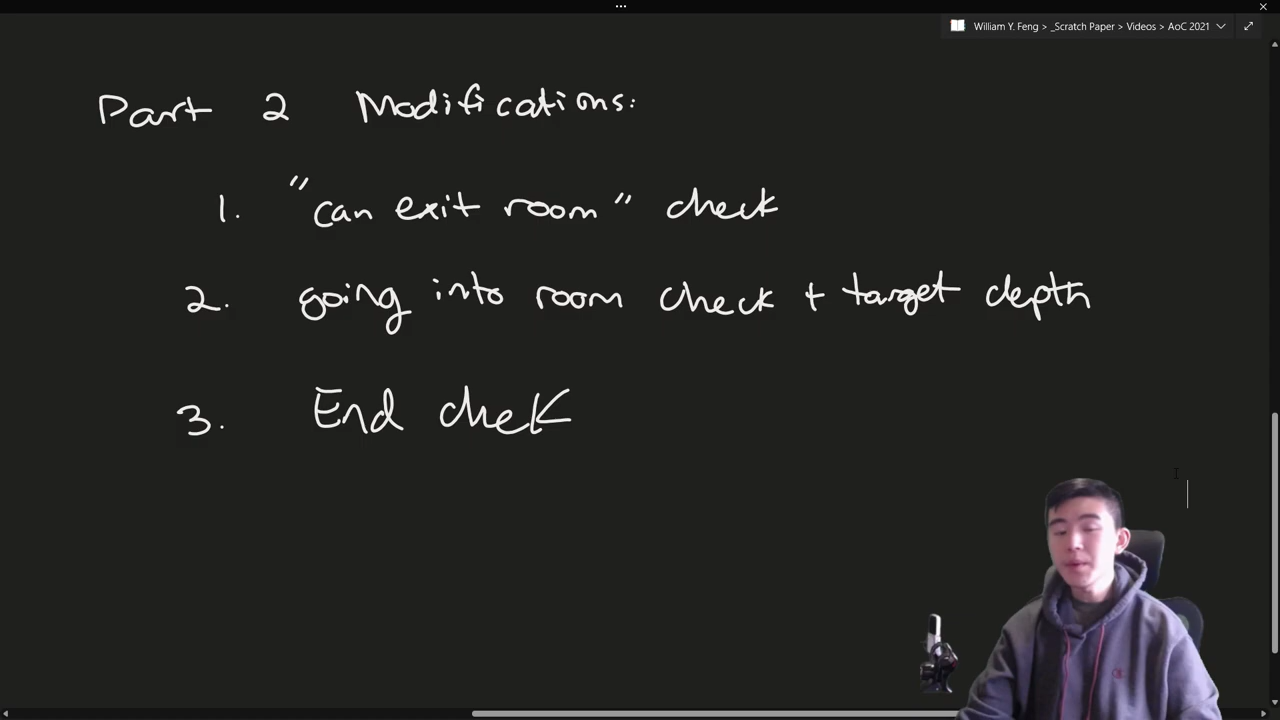 William Y. Feng > _Scratch Paper > Videos > AoC 2021
Part 2 Modifications:
1. "can exit room" check
2. going into room check + target depth
3. End check